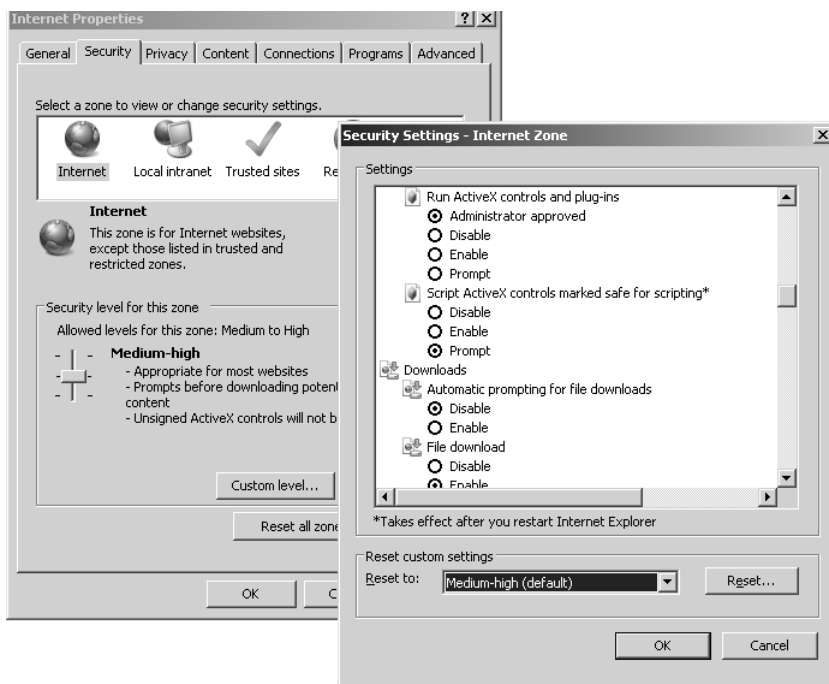 Internet Properties
General Security Privacy Content Connections Programs Advanced
Select a zone to view or change security settings.
Internet Local intranet Trusted sites Re
Internet
This zone is for Internet websites,
except those listed in trusted and
restricted zones.
Security level for this zone
Allowed levels for this zone: Medium to High
Medium-high
- Appropriate for most websites
- Prompts before downloading poten
content
- Unsigned ActiveX controls will not b
Custom level...
Reset all zone
OK C
Security Settings - Internet Zone
Settings
Run ActiveX controls and plug-ins
Administrator approved
Disable
Enable
Prompt
Script ActiveX controls marked safe for scripting*
Disable
Enable
Prompt
Downloads
Automatic prompting for file downloads
Disable
Enable
File download
Disable
Enable
*Takes effect after you restart Internet Explorer
Reset custom settings
Reset to: Medium-high (default) Reset...
OK Cancel